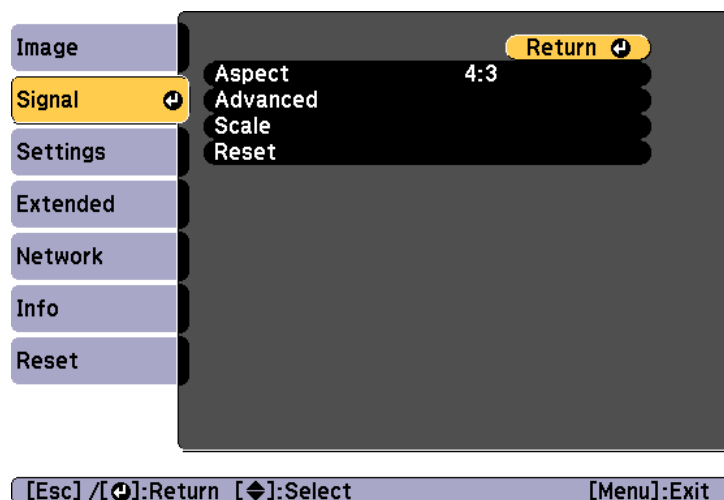 Image
Signal
Settings
Extended
Network
Info
Reset
Return
Aspect 4:3
Advanced
Scale
Reset
[Esc] /[⏎]:Return [◆]:Select [Menu]:Exit